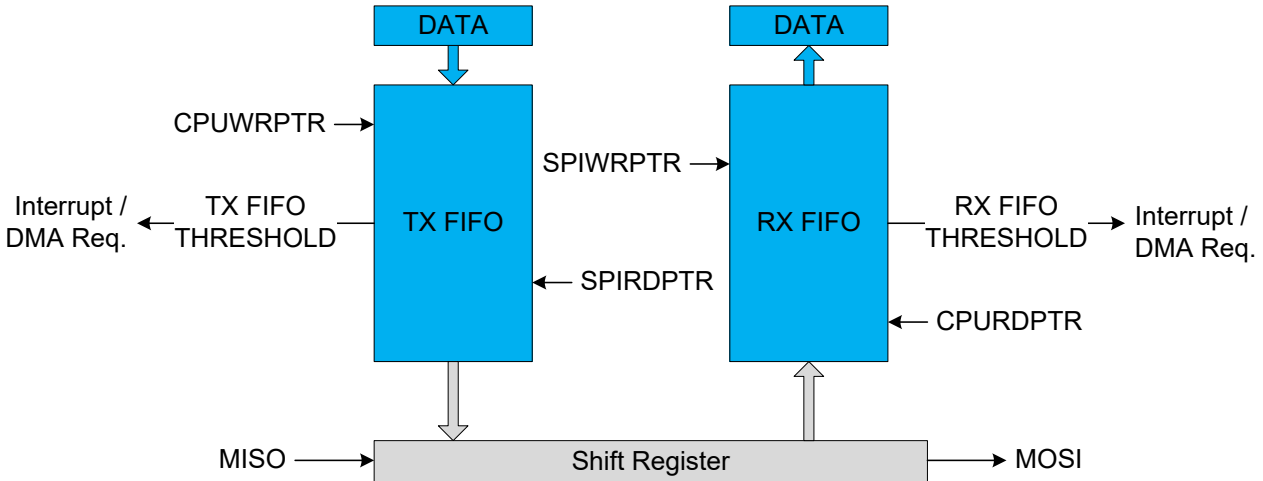 DATA
DATA
CPUWRPTR
SPIWRPTR
Interrupt /
DMA Req.
TX FIFO
THRESHOLD
TX FIFO
RX FIFO
RX FIFO
THRESHOLD
Interrupt /
DMA Req.
SPIRDPTR
CPURDPTR
MISO
Shift Register
MOSI